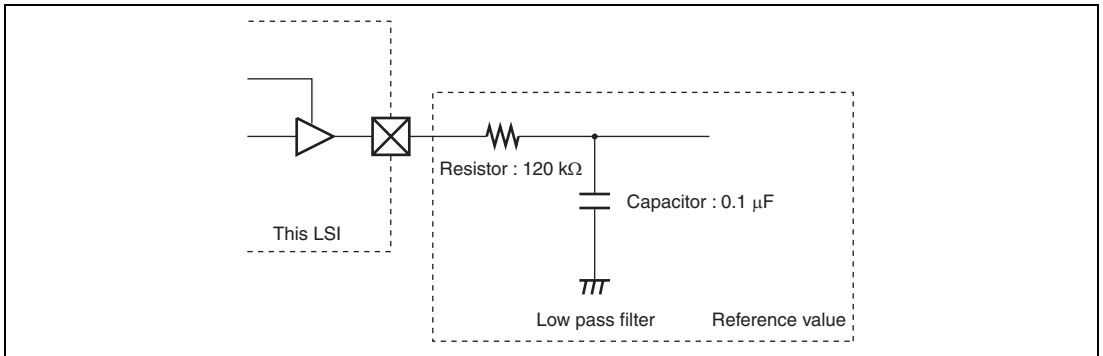 Resistor : 120 kΩ
Capacitor : 0.1 μF
This LSI
Low pass filter
Reference value